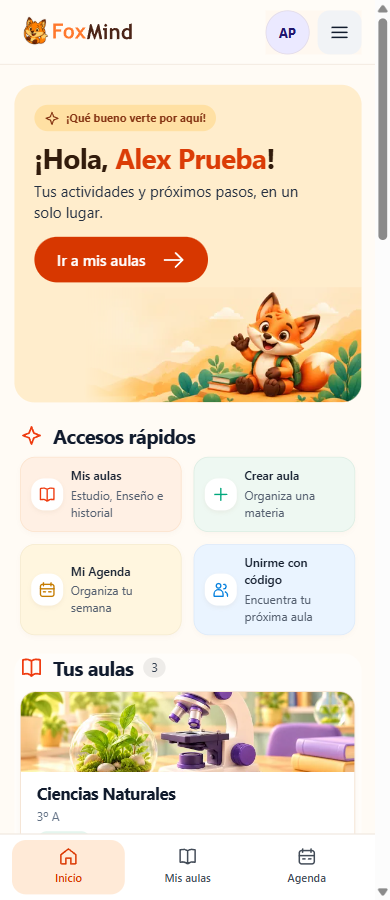 FoxMind
AP
¡Qué bueno verte por aquí!
¡Hola, Alex Prueba!
Tus actividades y próximos pasos, en un
solo lugar.
Ir a mis aulas
Accesos rápidos
Mis aulas
Estudio, Enseño e
historial
Crear aula
Organiza una
materia
Mi Agenda
Organiza tu
semana
Unirme con
código
Encuentra tu
próxima aula
Tus aulas 3
Ciencias Naturales
3º A
Inicio
Mis aulas
Agenda